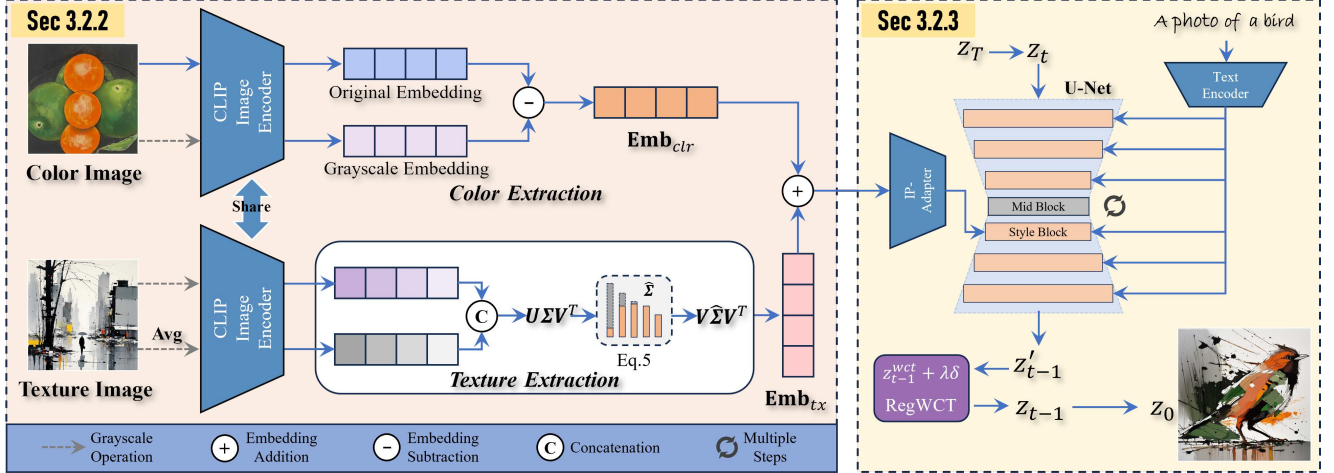 Sec 3.2.2
Color Image
CLIP
Image
Encoder
Original Embedding
Grayscale Embedding
Color Extraction
Emb_clr
Share
Texture Image
Avg
CLIP
Image
Encoder
C
UΣV^T
Σ̂
Eq.5
VΣ̂V^T
Texture Extraction
Emb_tx
+
−
Grayscale
Operation
+
Embedding
Addition
−
Embedding
Subtraction
C
Concatenation
Multiple
Steps
Sec 3.2.3
A photo of a bird
Text
Encoder
z_T
z_t
U-Net
IP-
Adapter
Mid Block
Style Block
z'_{t-1}
z^{wct}_{t-1} + λδ
RegWCT
z_{t-1}
z_0